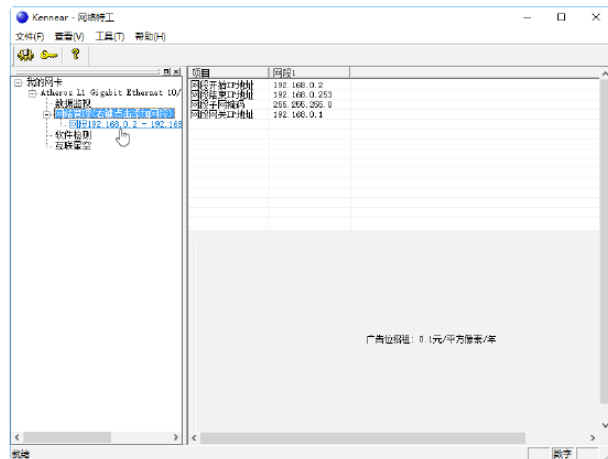 Kennear - 网络特工
文件(F) 查看(V) 工具(T) 帮助(H)
我的网卡
Atheros L1 Gigabit Ethernet 10/
数据监视
网络管理(右键点击添加网段)
网段192.168.0.2 - 192.168
软件检测
互联星空
项目 网段1
网段开始IP地址 192.168.0.2
网段结束IP地址 192.168.0.253
网段子网掩码 255.255.255.0
网段网关IP地址 192.168.0.1
广告位招租: 0.1元/平方像素/年
就绪 数字